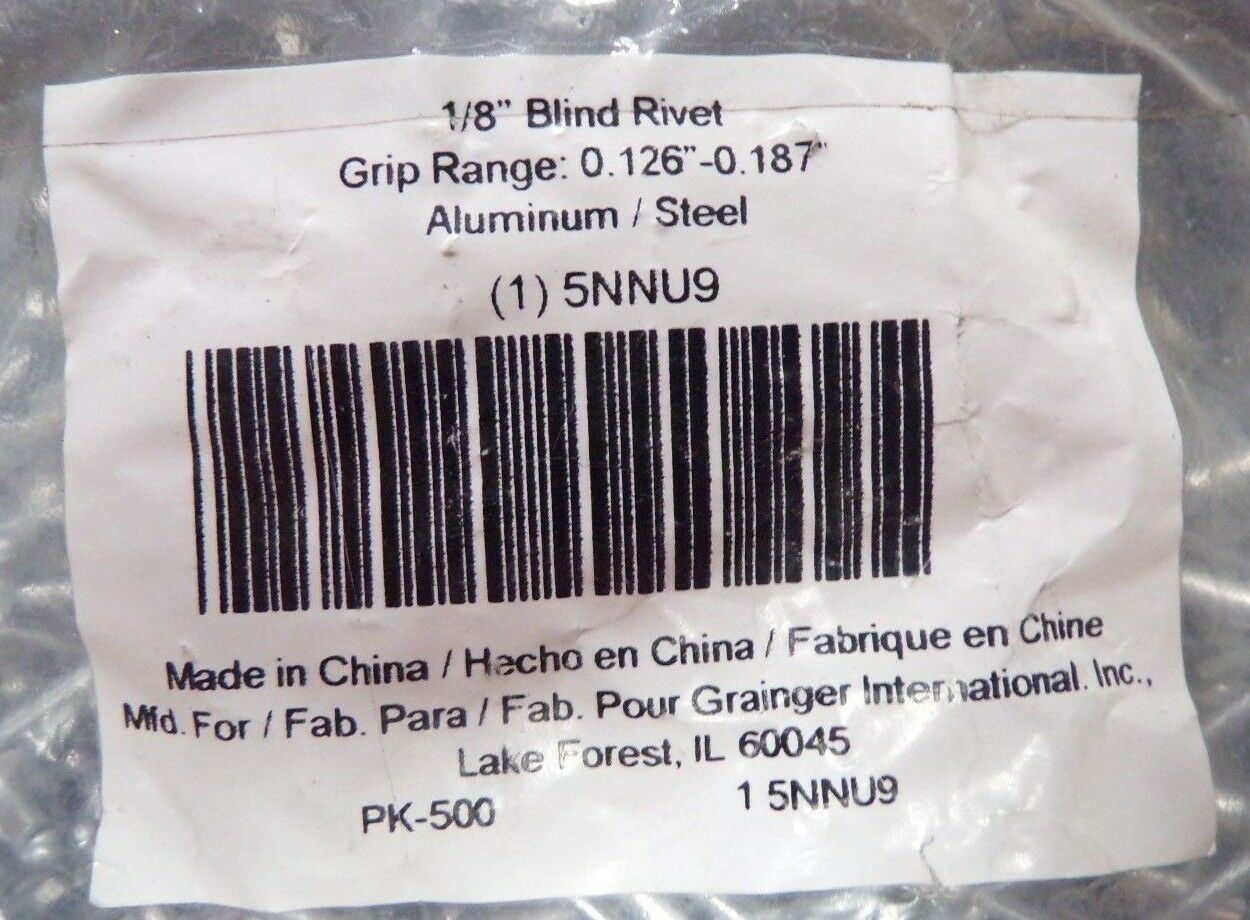 1/8" Blind Rivet
Grip Range: 0.126"-0.187"
Aluminum / Steel
(1) 5NNU9
Made in China / Hecho en China / Fabrique en Chine
Mfd. For / Fab. Para / Fab. Pour Grainger International. Inc.,
Lake Forest, IL 60045
PK-500 1 5NNU9